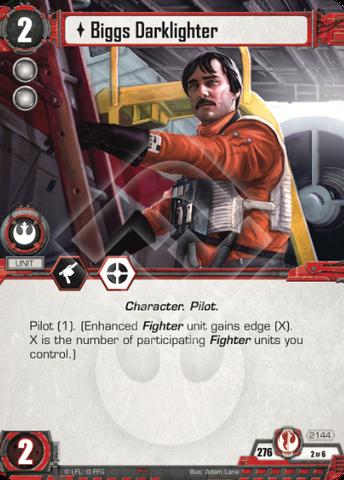 2
Biggs Darklighter
UNIT
Character. Pilot.
Pilot (1). (Enhanced Fighter unit gains edge (X).
X is the number of participating Fighter units you
control.)
2
© LFL © FFG
Illus. Adam Lane
276
2144
2 of 6